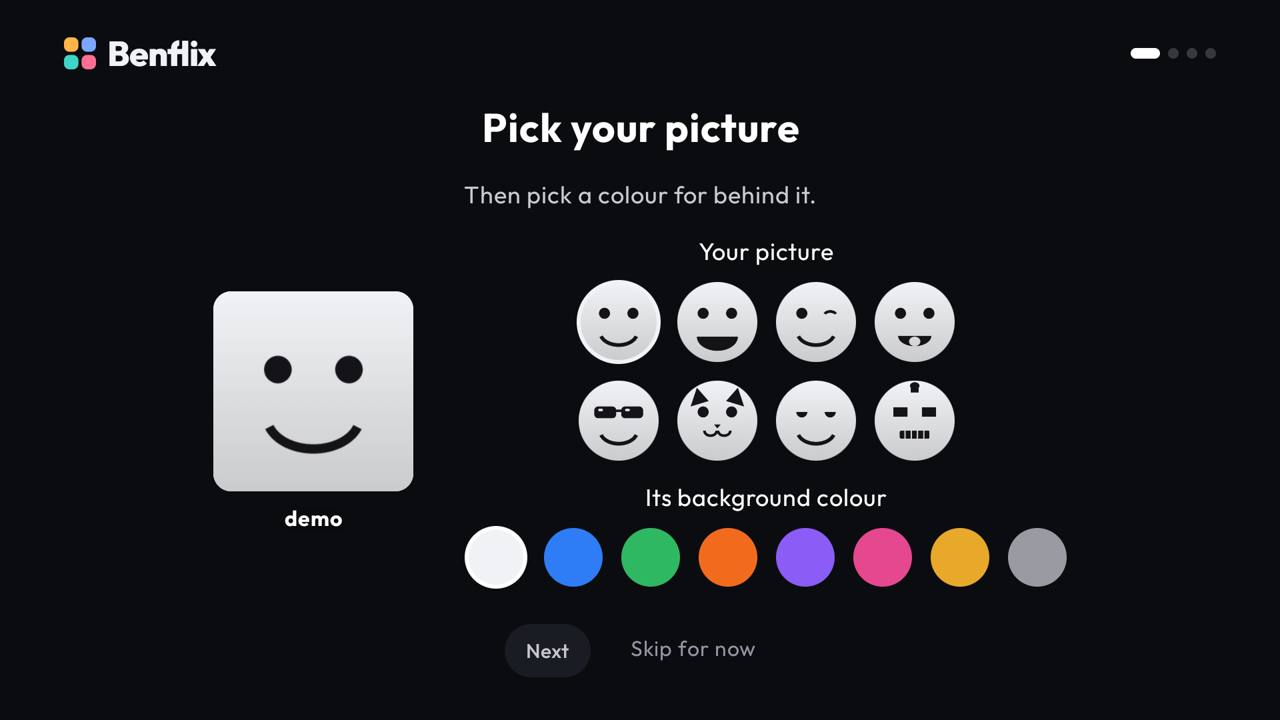 Benflix
Pick your picture
Then pick a colour for behind it.
Your picture
demo
Its background colour
Next
Skip for now